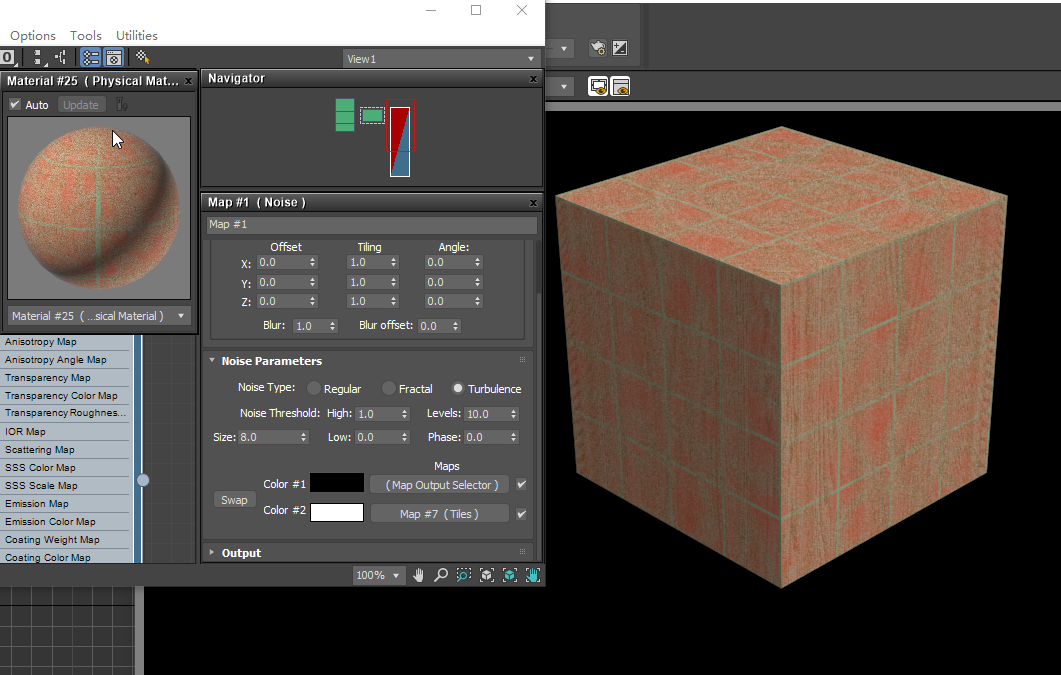 Options Tools Utilities
0
View1
Material #25 ( Physical Mat... x
Auto Update
Material #25 ( ...sical Material )
Anisotropy Map
Anisotropy Angle Map
Transparency Map
Transparency Color Map
Transparency Roughnes...
IOR Map
Scattering Map
SSS Color Map
SSS Scale Map
Emission Map
Emission Color Map
Coating Weight Map
Coating Color Map
Navigator x
Map #1 ( Noise ) x
Map #1
Offset Tiling Angle:
X: 0.0 1.0 0.0
Y: 0.0 1.0 0.0
Z: 0.0 1.0 0.0
Blur: 1.0 Blur offset: 0.0
Noise Parameters
Noise Type: Regular Fractal Turbulence
Noise Threshold: High: 1.0 Levels: 10.0
Size: 8.0 Low: 0.0 Phase: 0.0
Maps
Color #1 ( Map Output Selector )
Swap
Color #2 Map #7 ( Tiles )
Output
100%